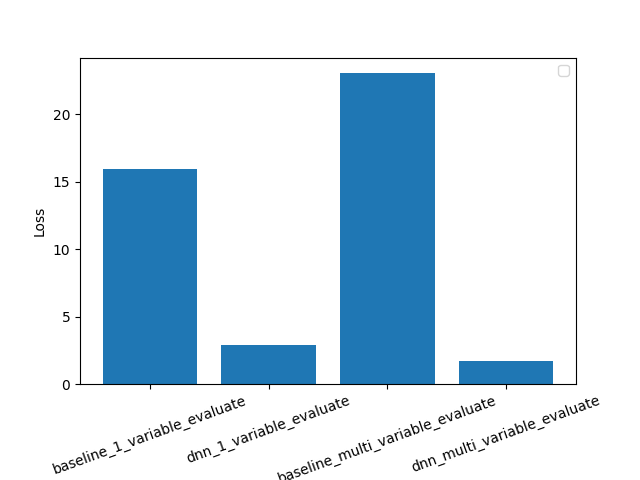 20
15
10
5
0
Loss
baseline_1_variable_evaluate
dnn_1_variable_evaluate
baseline_multi_variable_evaluate
dnn_multi_variable_evaluate